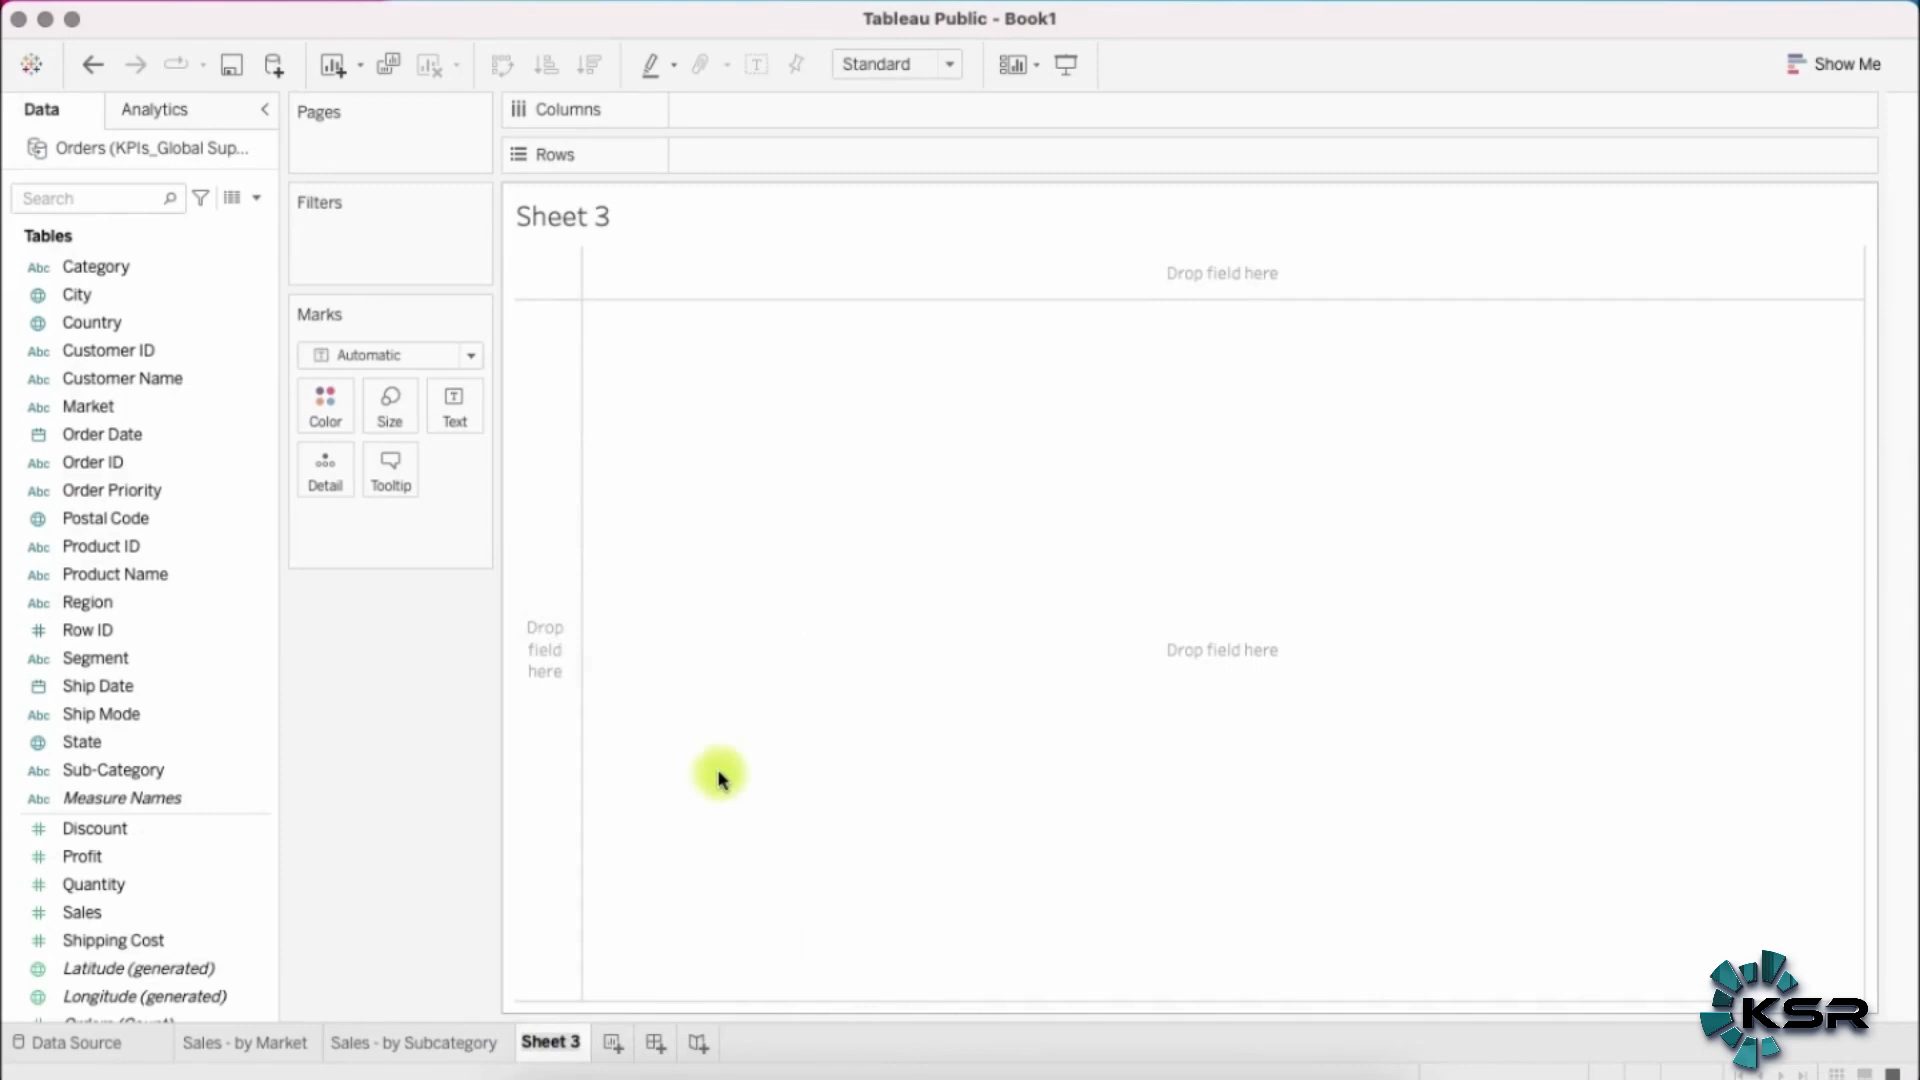 Tableau Public - Book1
Standard
Show Me
Data
Analytics
Orders (KPIs_Global Sup...
Search
Tables
Abc Category
City
Country
Abc Customer ID
Abc Customer Name
Abc Market
Order Date
Abc Order ID
Abc Order Priority
Postal Code
Abc Product ID
Abc Product Name
Abc Region
# Row ID
Abc Segment
Ship Date
Abc Ship Mode
State
Abc Sub-Category
Abc Measure Names
# Discount
# Profit
# Quantity
# Sales
# Shipping Cost
Latitude (generated)
Longitude (generated)
Pages
Filters
Marks
Automatic
Color
Size
Text
Detail
Tooltip
Columns
Rows
Sheet 3
Drop field here
Drop
field
here
Drop field here
KSR
Data Source
Sales - by Market
Sales - by Subcategory
Sheet 3